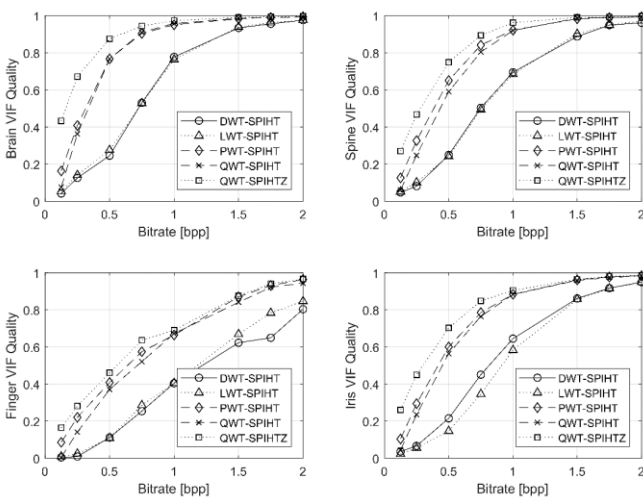 Brain VIF Quality
1
0.8
0.6
0.4
0.2
0
0 0.5 1 1.5 2
Bitrate [bpp]
DWT-SPIHT
LWT-SPIHT
PWT-SPIHT
QWT-SPIHT
QWT-SPIHTZ
Spine VIF Quality
1
0.8
0.6
0.4
0.2
0
0 0.5 1 1.5 2
Bitrate [bpp]
DWT-SPIHT
LWT-SPIHT
PWT-SPIHT
QWT-SPIHT
QWT-SPIHTZ
Finger VIF Quality
1
0.8
0.6
0.4
0.2
0
0 0.5 1 1.5 2
Bitrate [bpp]
DWT-SPIHT
LWT-SPIHT
PWT-SPIHT
QWT-SPIHT
QWT-SPIHTZ
Iris VIF Quality
1
0.8
0.6
0.4
0.2
0
0 0.5 1 1.5 2
Bitrate [bpp]
DWT-SPIHT
LWT-SPIHT
PWT-SPIHT
QWT-SPIHT
QWT-SPIHTZ